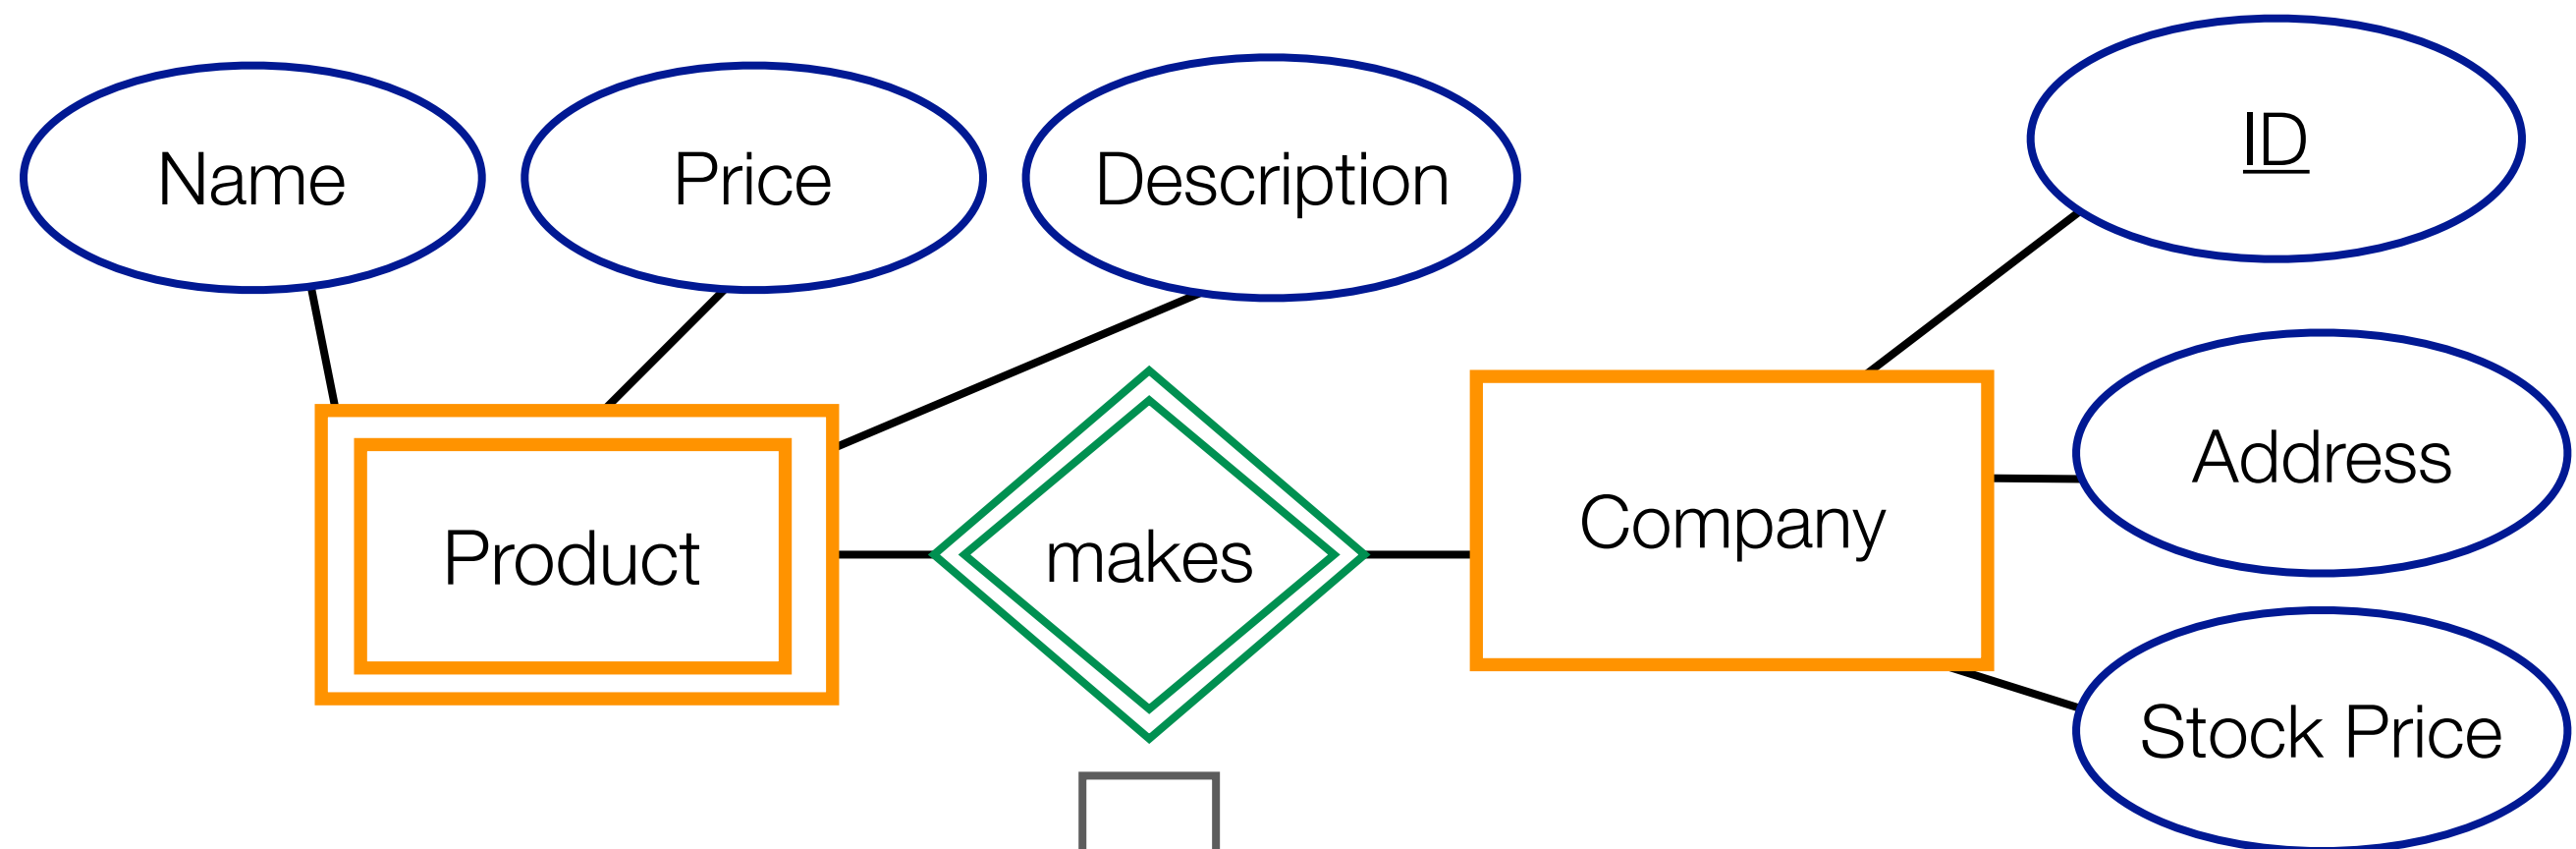 Name
Price
Description
ID
Product
makes
Company
Address
Stock Price